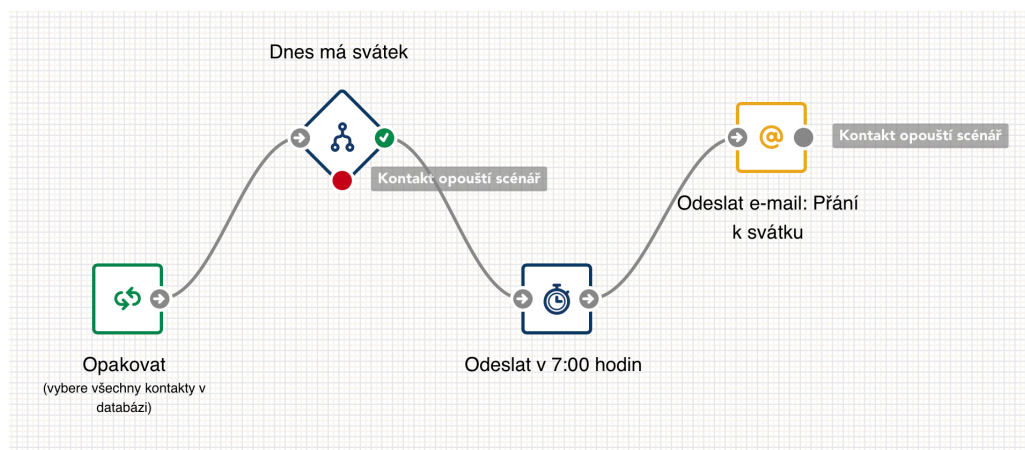 Dnes má svátek
Kontakt opouští scénář
Kontakt opouští scénář
Odeslat e-mail: Přání
k svátku
Opakovat
(vybere všechny kontakty v
databázi)
Odeslat v 7:00 hodin